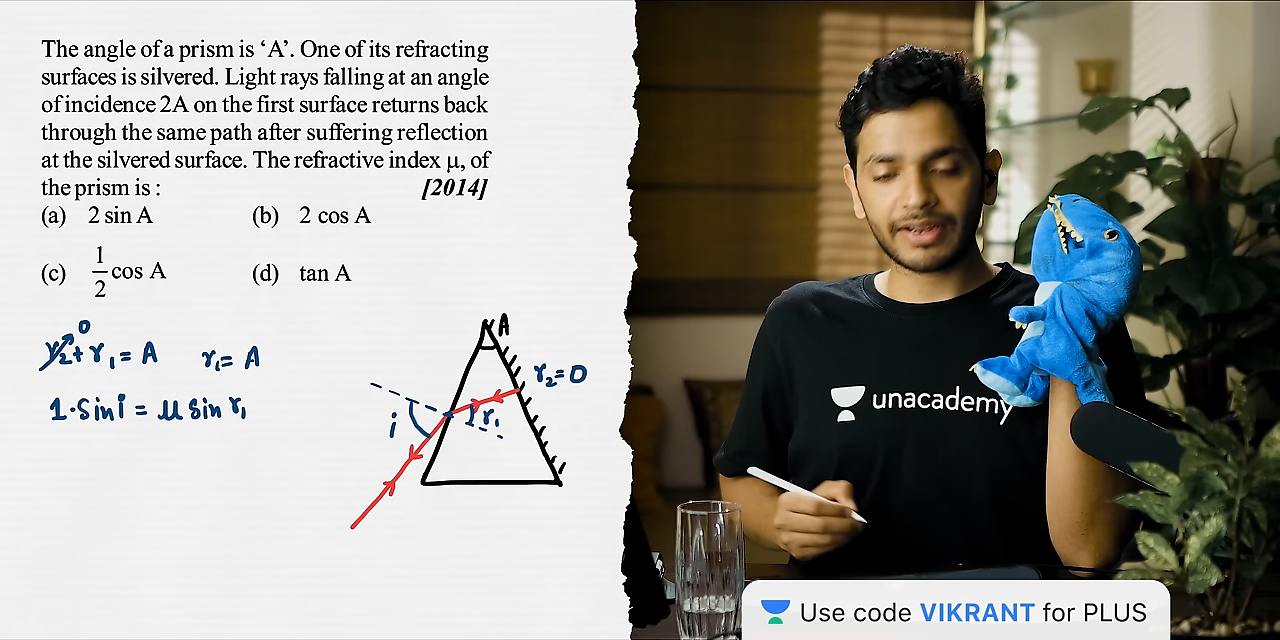 The angle of a prism is ‘A’. One of its refracting
surfaces is silvered. Light rays falling at an angle
of incidence 2A on the first surface returns back
through the same path after suffering reflection
at the silvered surface. The refractive index μ, of
the prism is : [2014]
(a) 2 sin A (b) 2 cos A
(c) 1/2 cos A (d) tan A
r₂⁰ + r₁ = A r₁ = A
1·Sin i = μ Sin r₁
A
r₂=0
i
r₁
unacademy
Use code VIKRANT for PLUS